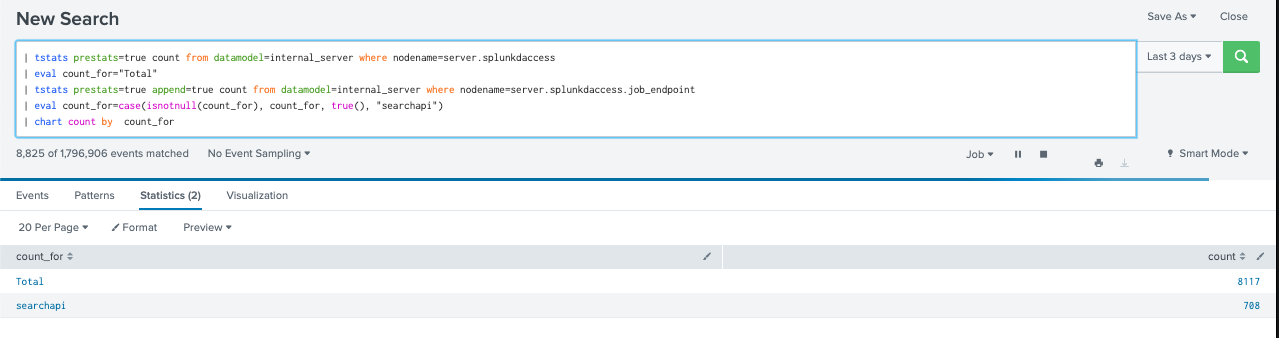 New Search
Save As
Close
| tstats prestats=true count from datamodel=internal_server where nodename=server.splunkdaccess
| eval count_for="Total"
| tstats prestats=true append=true count from datamodel=internal_server where nodename=server.splunkdaccess.job_endpoint
| eval count_for=case(isnotnull(count_for), count_for, true(), "searchapi")
| chart count by  count_for
Last 3 days
8,825 of 1,796,906 events matched
No Event Sampling
Job
Smart Mode
Events
Patterns
Statistics (2)
Visualization
20 Per Page
Format
Preview
count_for
count
Total
8117
searchapi
708